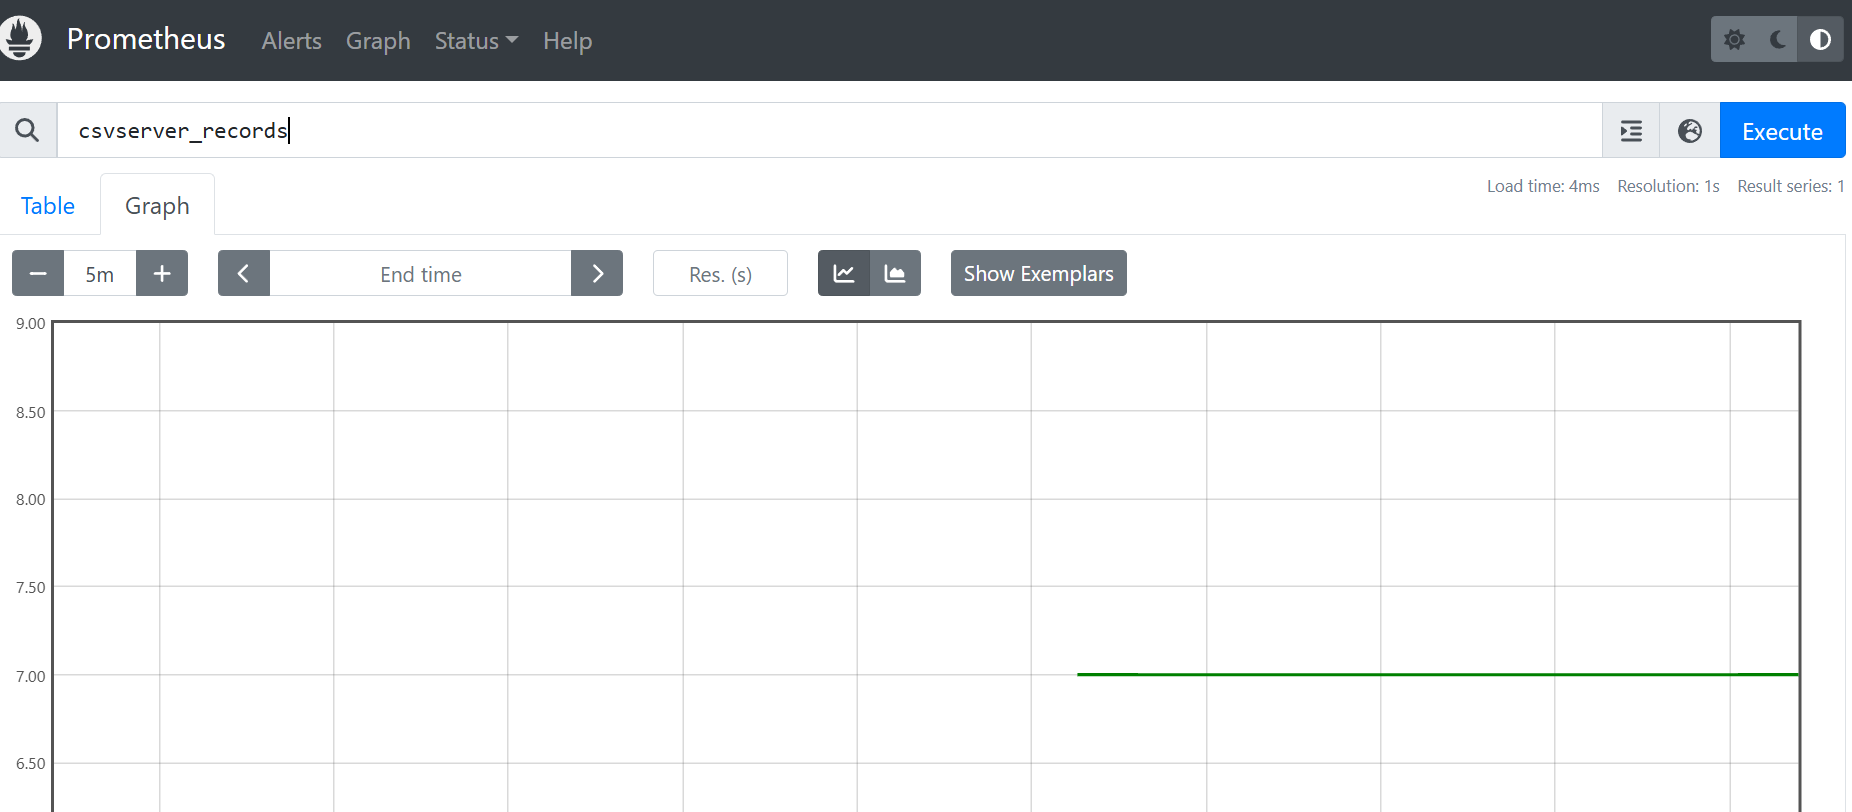 Prometheus Alerts Graph Status Help
csvserver_records Execute
Load time: 4ms Resolution: 1s Result series: 1
Table Graph
5m End time Res. (s) Show Exemplars
9.00
8.50
8.00
7.50
7.00
6.50